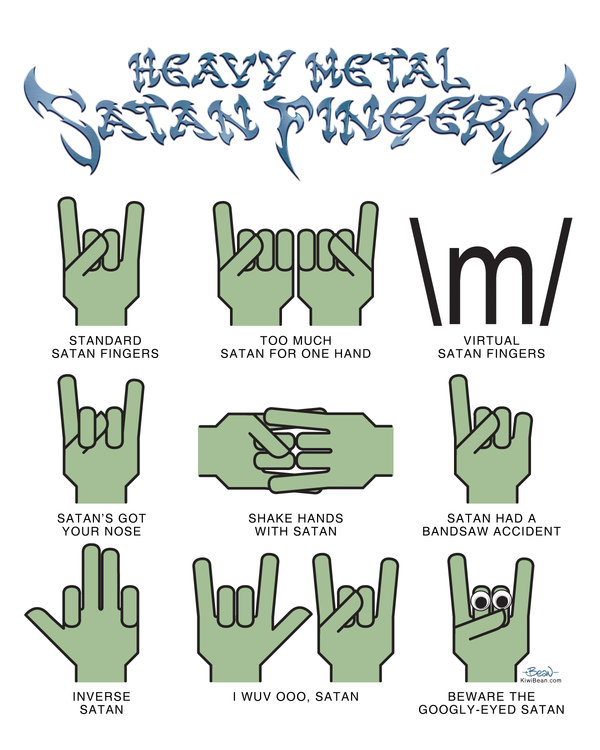 HEAVY METAL
SATAN FINGERS
STANDARD
SATAN FINGERS
TOO MUCH
SATAN FOR ONE HAND
\m/
VIRTUAL
SATAN FINGERS
SATAN'S GOT
YOUR NOSE
SHAKE HANDS
WITH SATAN
SATAN HAD A
BANDSAW ACCIDENT
INVERSE
SATAN
I WUV OOO, SATAN
Bean
KiwiBean.com
BEWARE THE
GOOGLY-EYED SATAN